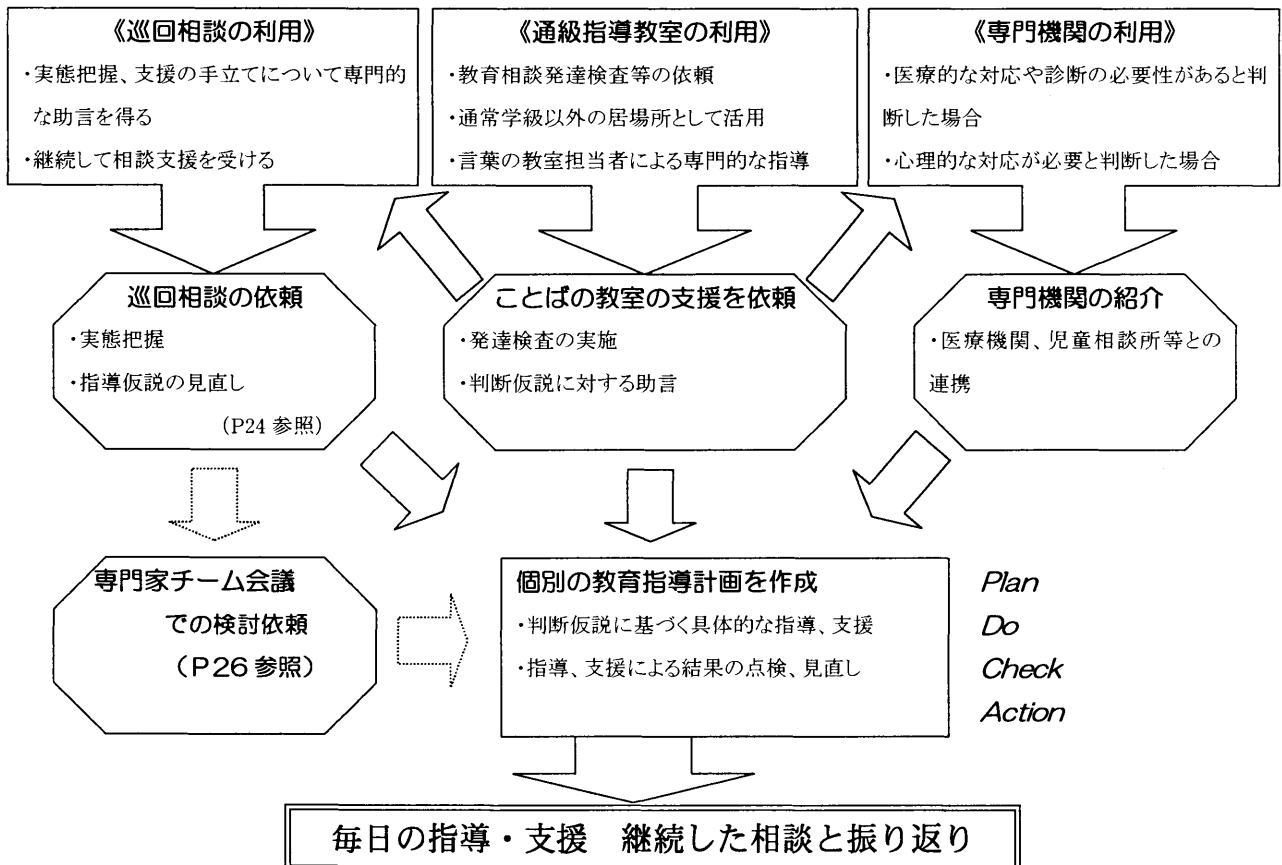 《巡回相談の利用》
・実態把握、支援の手立てについて専門的
な助言を得る
・継続して相談支援を受ける
《通級指導教室の利用》
・教育相談発達検査等の依頼
・通常学級以外の居場所として活用
・言葉の教室担当者による専門的な指導
《専門機関の利用》
・医療的な対応や診断の必要性があると判
断した場合
・心理的な対応が必要と判断した場合
巡回相談の依頼
・実態把握
・指導仮説の見直し
(P24 参照)
ことばの教室の支援を依頼
・発達検査の実施
・判断仮説に対する助言
専門機関の紹介
・医療機関、児童相談所等との
連携
専門家チーム会議
での検討依頼
(P26 参照)
個別の教育指導計画を作成
・判断仮説に基づく具体的な指導、支援
・指導、支援による結果の点検、見直し
Plan
Do
Check
Action
毎日の指導・支援　継続した相談と振り返り